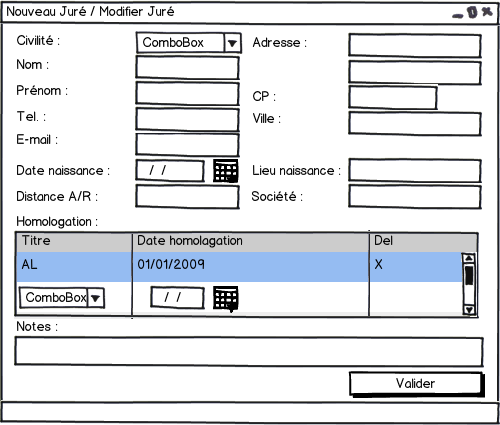 Nouveau Juré / Modifier Juré
Civilité : ComboBox Adresse :
Nom :
Prénom : CP :
Tel. : Ville :
E-mail :
Date naissance : / / Lieu naissance :
Distance A/R : Société :
Homologation :
Titre Date homolagation Del
AL 01/01/2009 X
ComboBox / /
Notes :
Valider